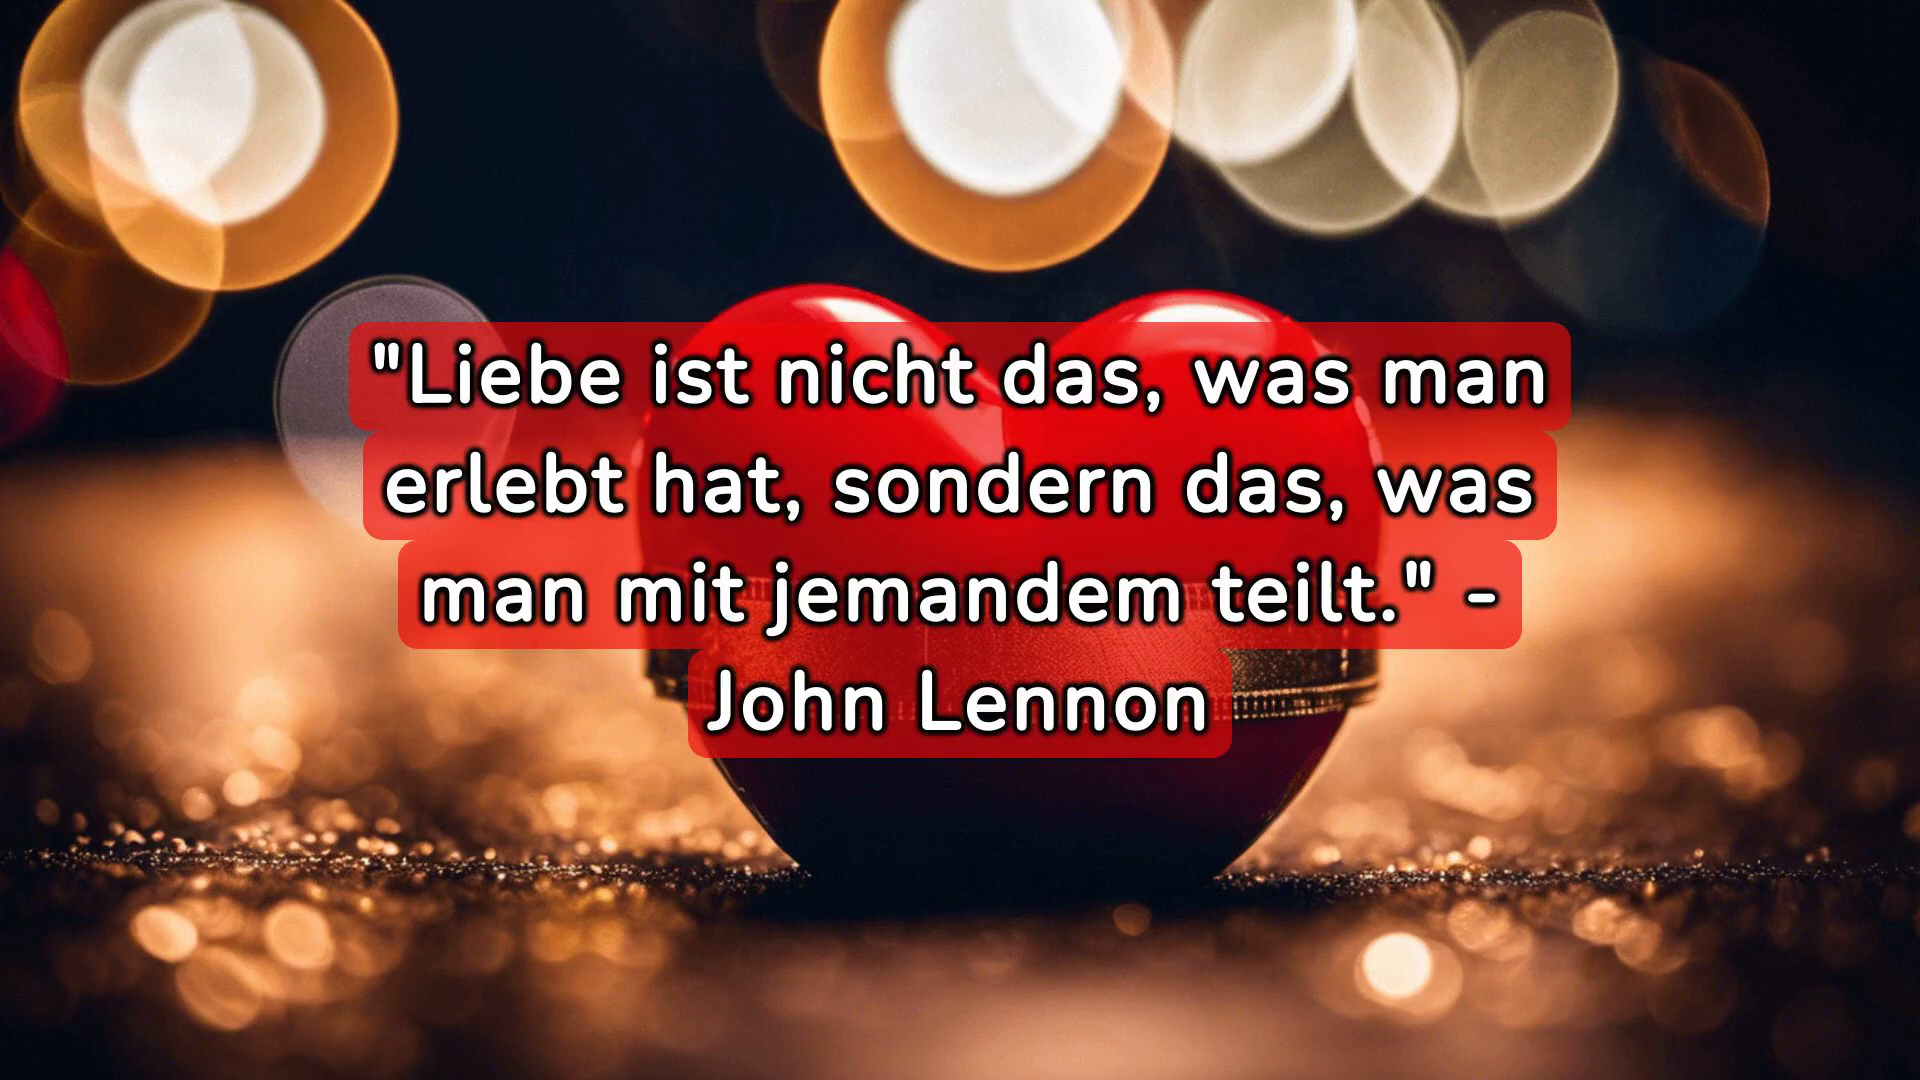 "Liebe ist nicht das, was man
erlebt hat, sondern das, was
man mit jemandem teilt." -
John Lennon